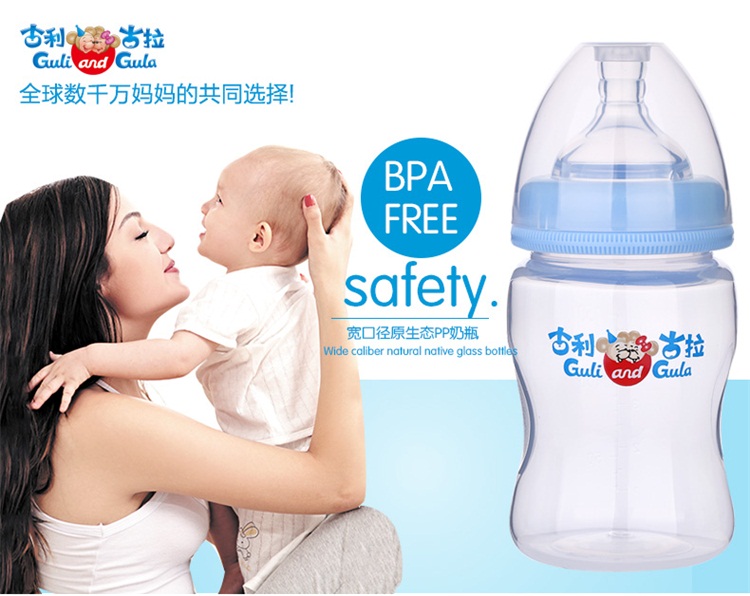 古利 古拉
Guli and Gula
全球数千万妈妈的共同选择!
BPA
FREE
safety.
宽口径原生态PP奶瓶
Wide caliber natural native glass bottles
古利 古拉
Guli and Gula